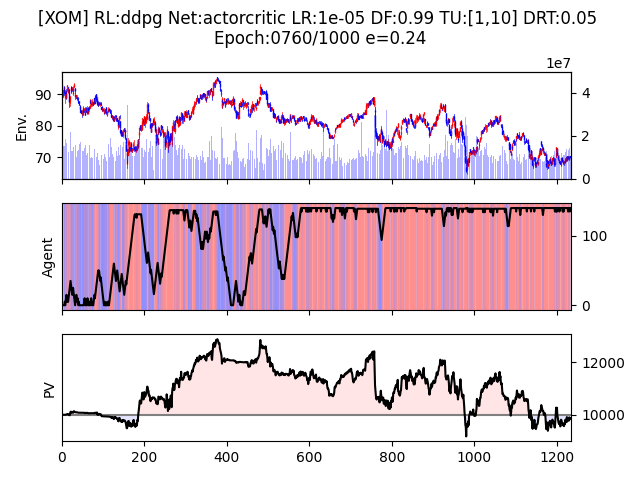 [XOM] RL:ddpg Net:actorcritic LR:1e-05 DF:0.99 TU:[1,10] DRT:0.05
Epoch:0760/1000 e=0.24
1e7
Env.
90
80
70
4
2
0
Agent
100
0
PV
12000
10000
0 200 400 600 800 1000 1200